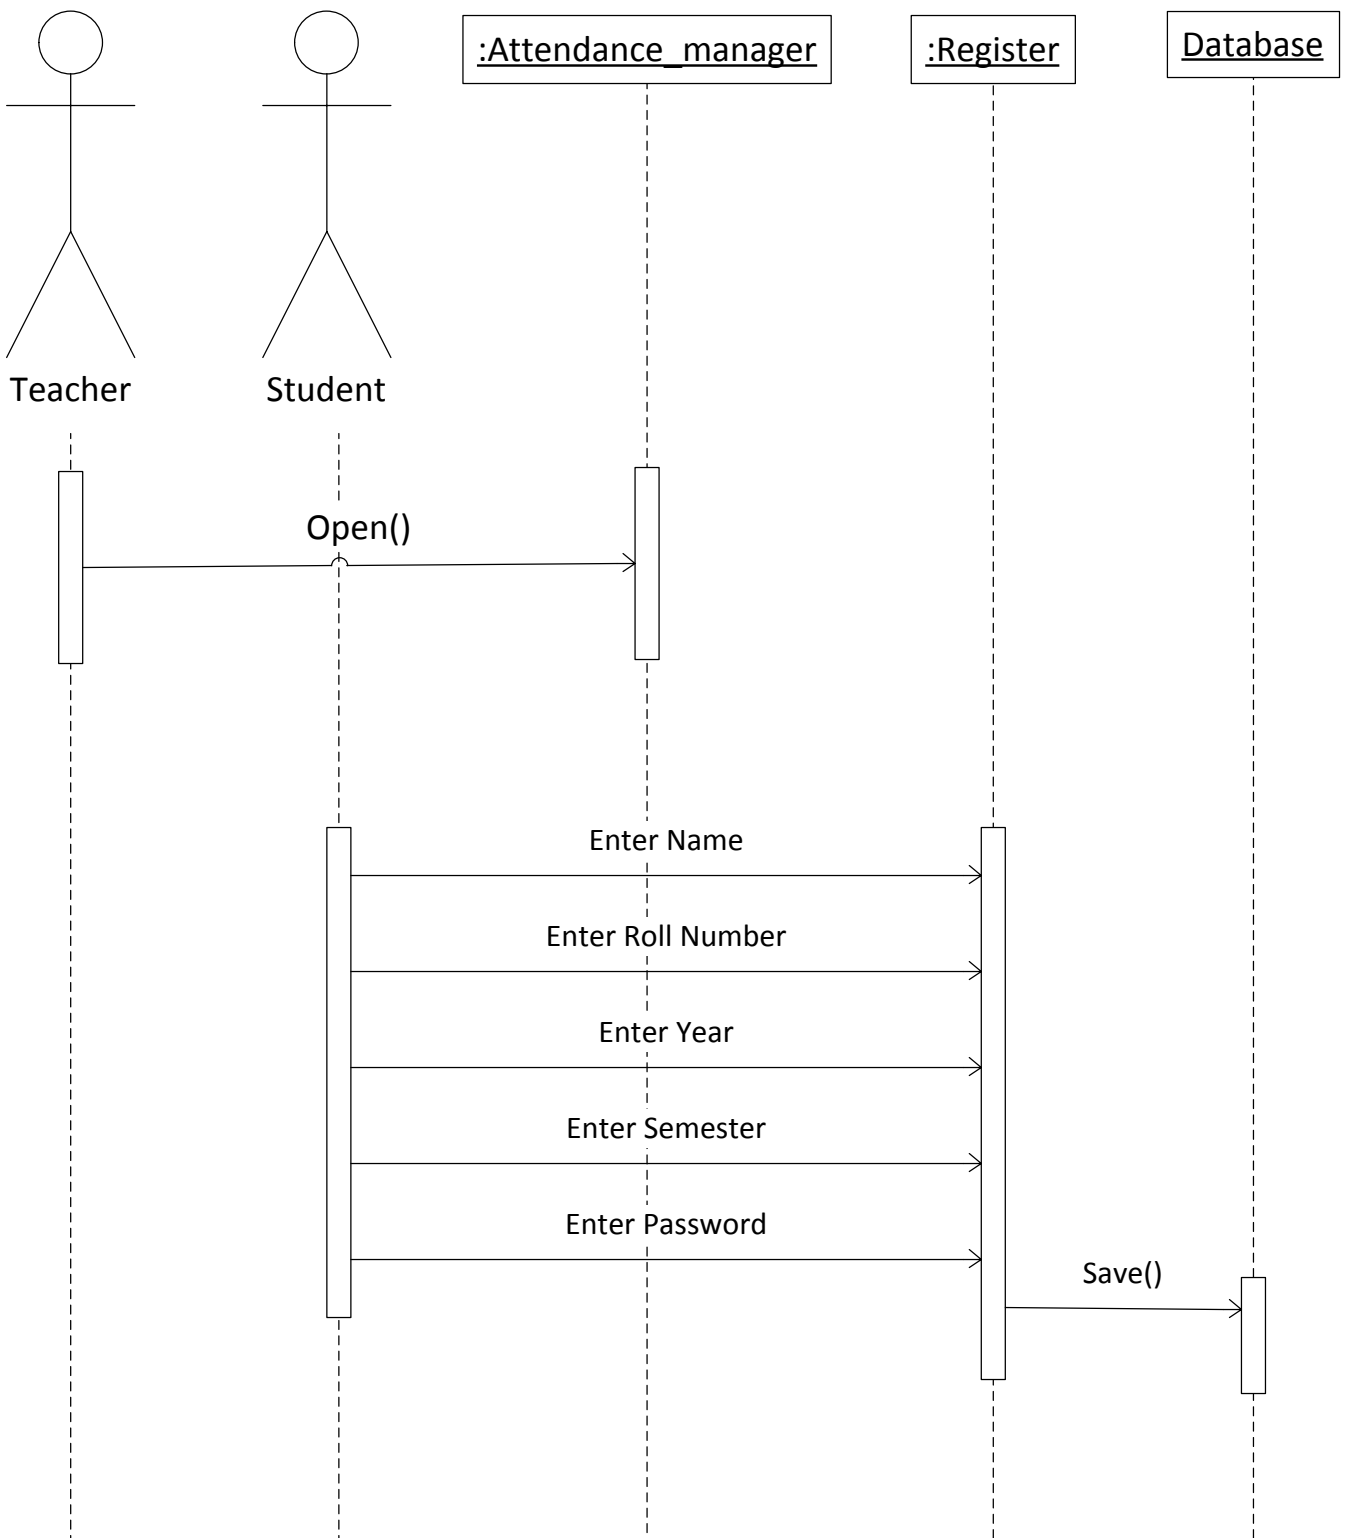 :Attendance_manager
:Register
Database
Teacher
Student
Open()
Enter Name
Enter Roll Number
Enter Year
Enter Semester
Enter Password
Save()